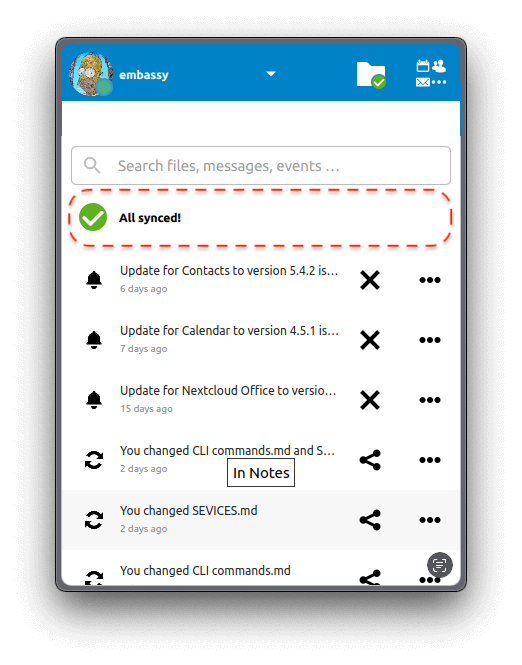 embassy
Search files, messages, events …
All synced!
Update for Contacts to version 5.4.2 is…
6 days ago
Update for Calendar to version 4.5.1 is…
7 days ago
Update for Nextcloud Office to versio…
15 days ago
You changed CLI commands.md and S…
2 days ago
In Notes
You changed SEVICES.md
2 days ago
You changed CLI commands.md